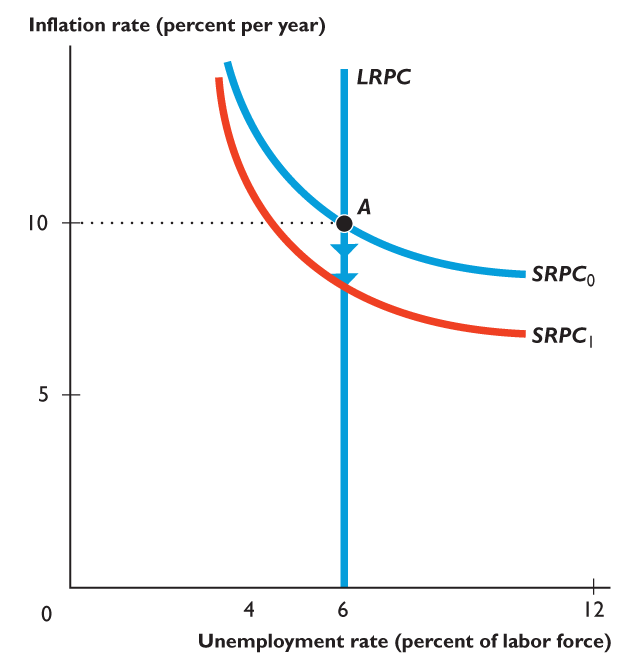 Inflation rate (percent per year)
LRPC
A
10
SRPC₀
SRPC₁
5
0
4
6
12
Unemployment rate (percent of labor force)